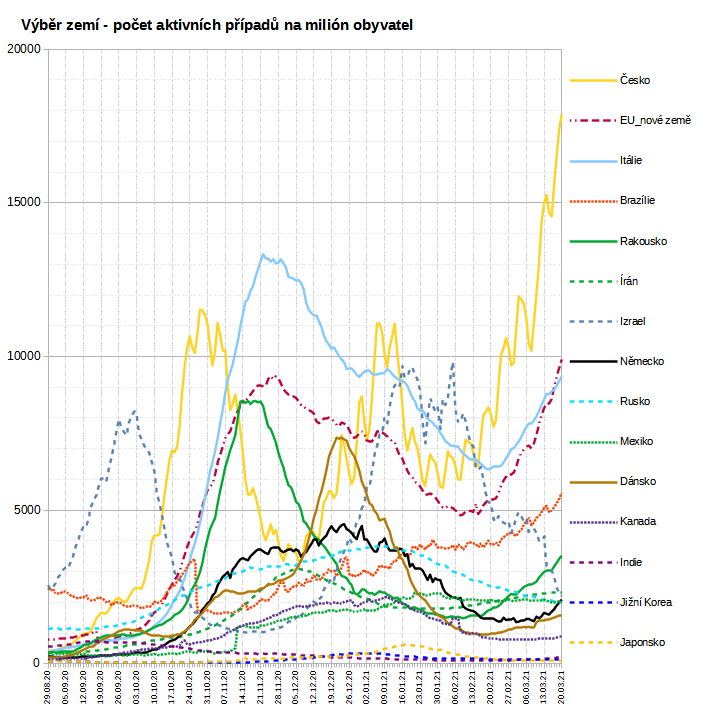 Výběr zemí - počet aktivních případů na milión obyvatel
20000
15000
10000
5000
0
Česko
EU_nové země
Itálie
Brazílie
Rakousko
Írán
Izrael
Německo
Rusko
Mexiko
Dánsko
Kanada
Indie
Jižní Korea
Japonsko
29.08.20
05.09.20
12.09.20
19.09.20
26.09.20
03.10.20
10.10.20
17.10.20
24.10.20
31.10.20
07.11.20
14.11.20
21.11.20
28.11.20
05.12.20
12.12.20
19.12.20
26.12.20
02.01.21
09.01.21
16.01.21
23.01.21
30.01.21
06.02.21
13.02.21
20.02.21
27.02.21
06.03.21
13.03.21
20.03.21